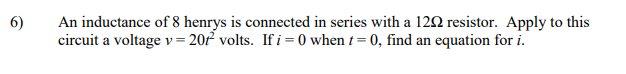 6) An inductance of 8 henrys is connected in series with a 12Ω resistor. Apply to this
circuit a voltage v = 20t² volts. If i = 0 when t = 0, find an equation for i.